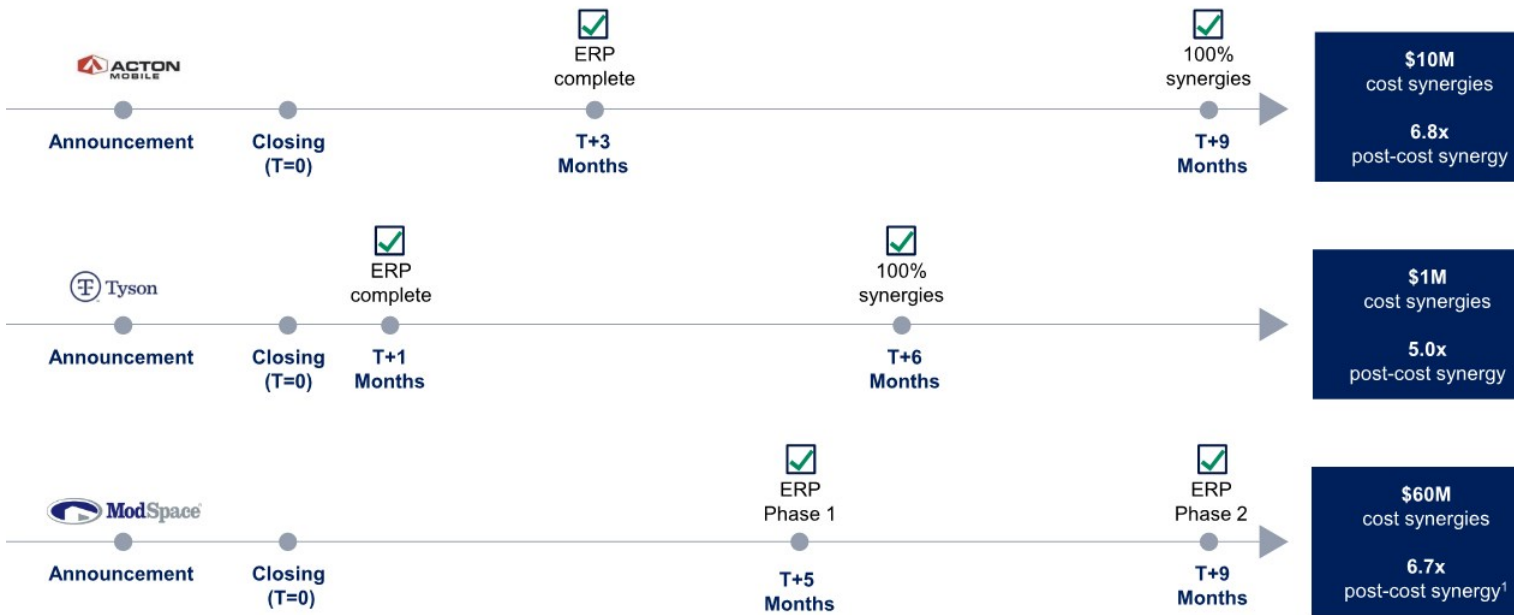 ERP
complete
100%
synergies
ACTON
MOBILE
Announcement
Closing
(T=0)
T+3
Months
T+9
Months
$10M
cost synergies
6.8x
post-cost synergy
ERP
complete
100%
synergies
Tyson
Announcement
Closing
(T=0)
T+1
Months
T+6
Months
$1M
cost synergies
5.0x
post-cost synergy
ERP
Phase 1
ERP
Phase 2
ModSpace
Announcement
Closing
(T=0)
T+5
Months
T+9
Months
$60M
cost synergies
6.7x
post-cost synergy¹